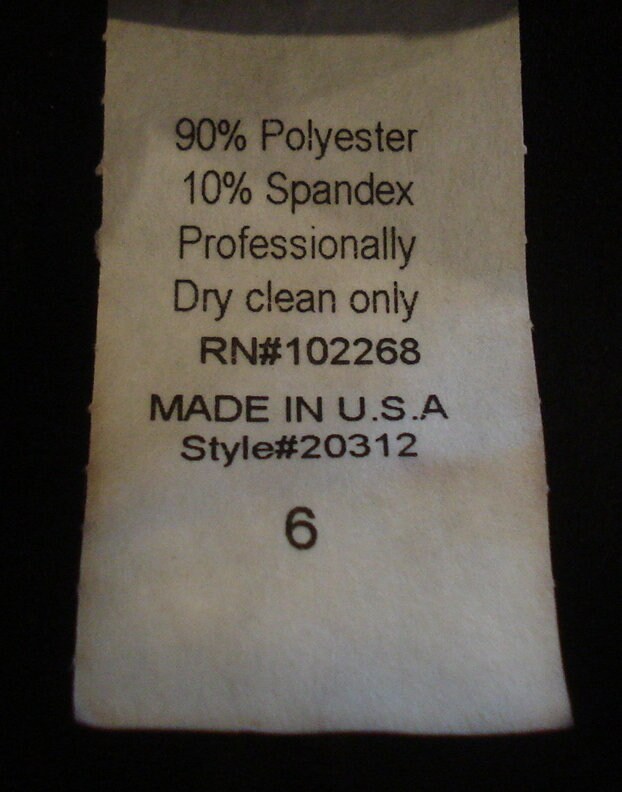 90% Polyester
10% Spandex
Professionally
Dry clean only
RN#102268
MADE IN U.S.A
Style#20312
6